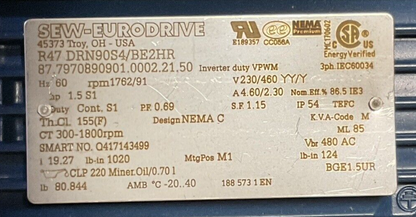 SEW-EURODRIVE
45373 Troy, OH - USA
R47 DRN90S4/BE2HR
87.7970890901.0002.21.50 Inverter duty VPWM 3ph.IEC60034
E189357 CC086A NEMA Premium Energy Verified
Hz 60 rpm 1762/91 V 230/460 YY/Y
hp 1.5 S1 A 4.60/2.30 Nom Eff.% 86.5 IE3
Duty Cont. S1 P.F. 0.69 S.F. 1.15 IP 54 TEFC
Th.Cl. 155(F) Design NEMA C K.V.A-Code M
CT 300-1800rpm ML 85
SMART NO. Q417143499 Vbr 480 AC
i 19.27 lb-in 1020 MtgPos M1 lb-in 124
CLP 220 Miner.Oil/0.70 l BGE1.5UR
lb 80.844 AMB °C -20..40 188 573 1 EN